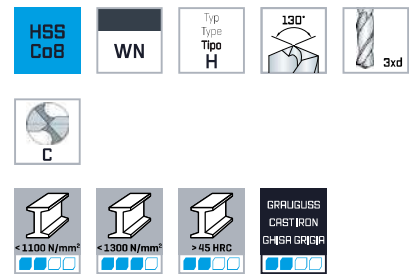 HSS
Co8
WN
Typ
Type
Tipo
H
130°
3xd
C
<1100 N/mm²
<1300 N/mm²
>45 HRC
GRAUGUSS
CAST IRON
GHISA GRIGIA